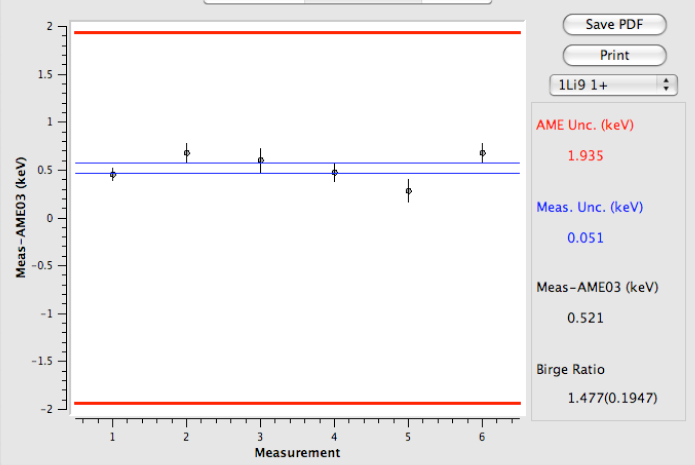 Save PDF
Print
1Li9 1+
2
1.5
1
0.5
0
-0.5
-1
-1.5
-2
Meas-AME03 (keV)
1 2 3 4 5 6
Measurement
AME Unc. (keV)
1.935
Meas. Unc. (keV)
0.051
Meas-AME03 (keV)
0.521
Birge Ratio
1.477(0.1947)